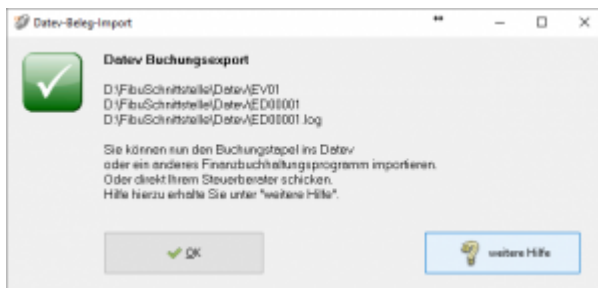 Datev-Beleg-Import
Datev Buchungsexport
D:\FibuSchnittstelle\Datev\EV01
D:\FibuSchnittstelle\Datev\ED00001
D:\FibuSchnittstelle\Datev\ED00001.log
Sie können nun den Buchungstapel ins Datev
oder ein anderes Finanzbuchhaltungsprogramm importieren.
Oder direkt Ihrem Steuerberater schicken.
Hilfe hierzu erhalte Sie unter "weitere Hilfe".
OK
weitere Hilfe